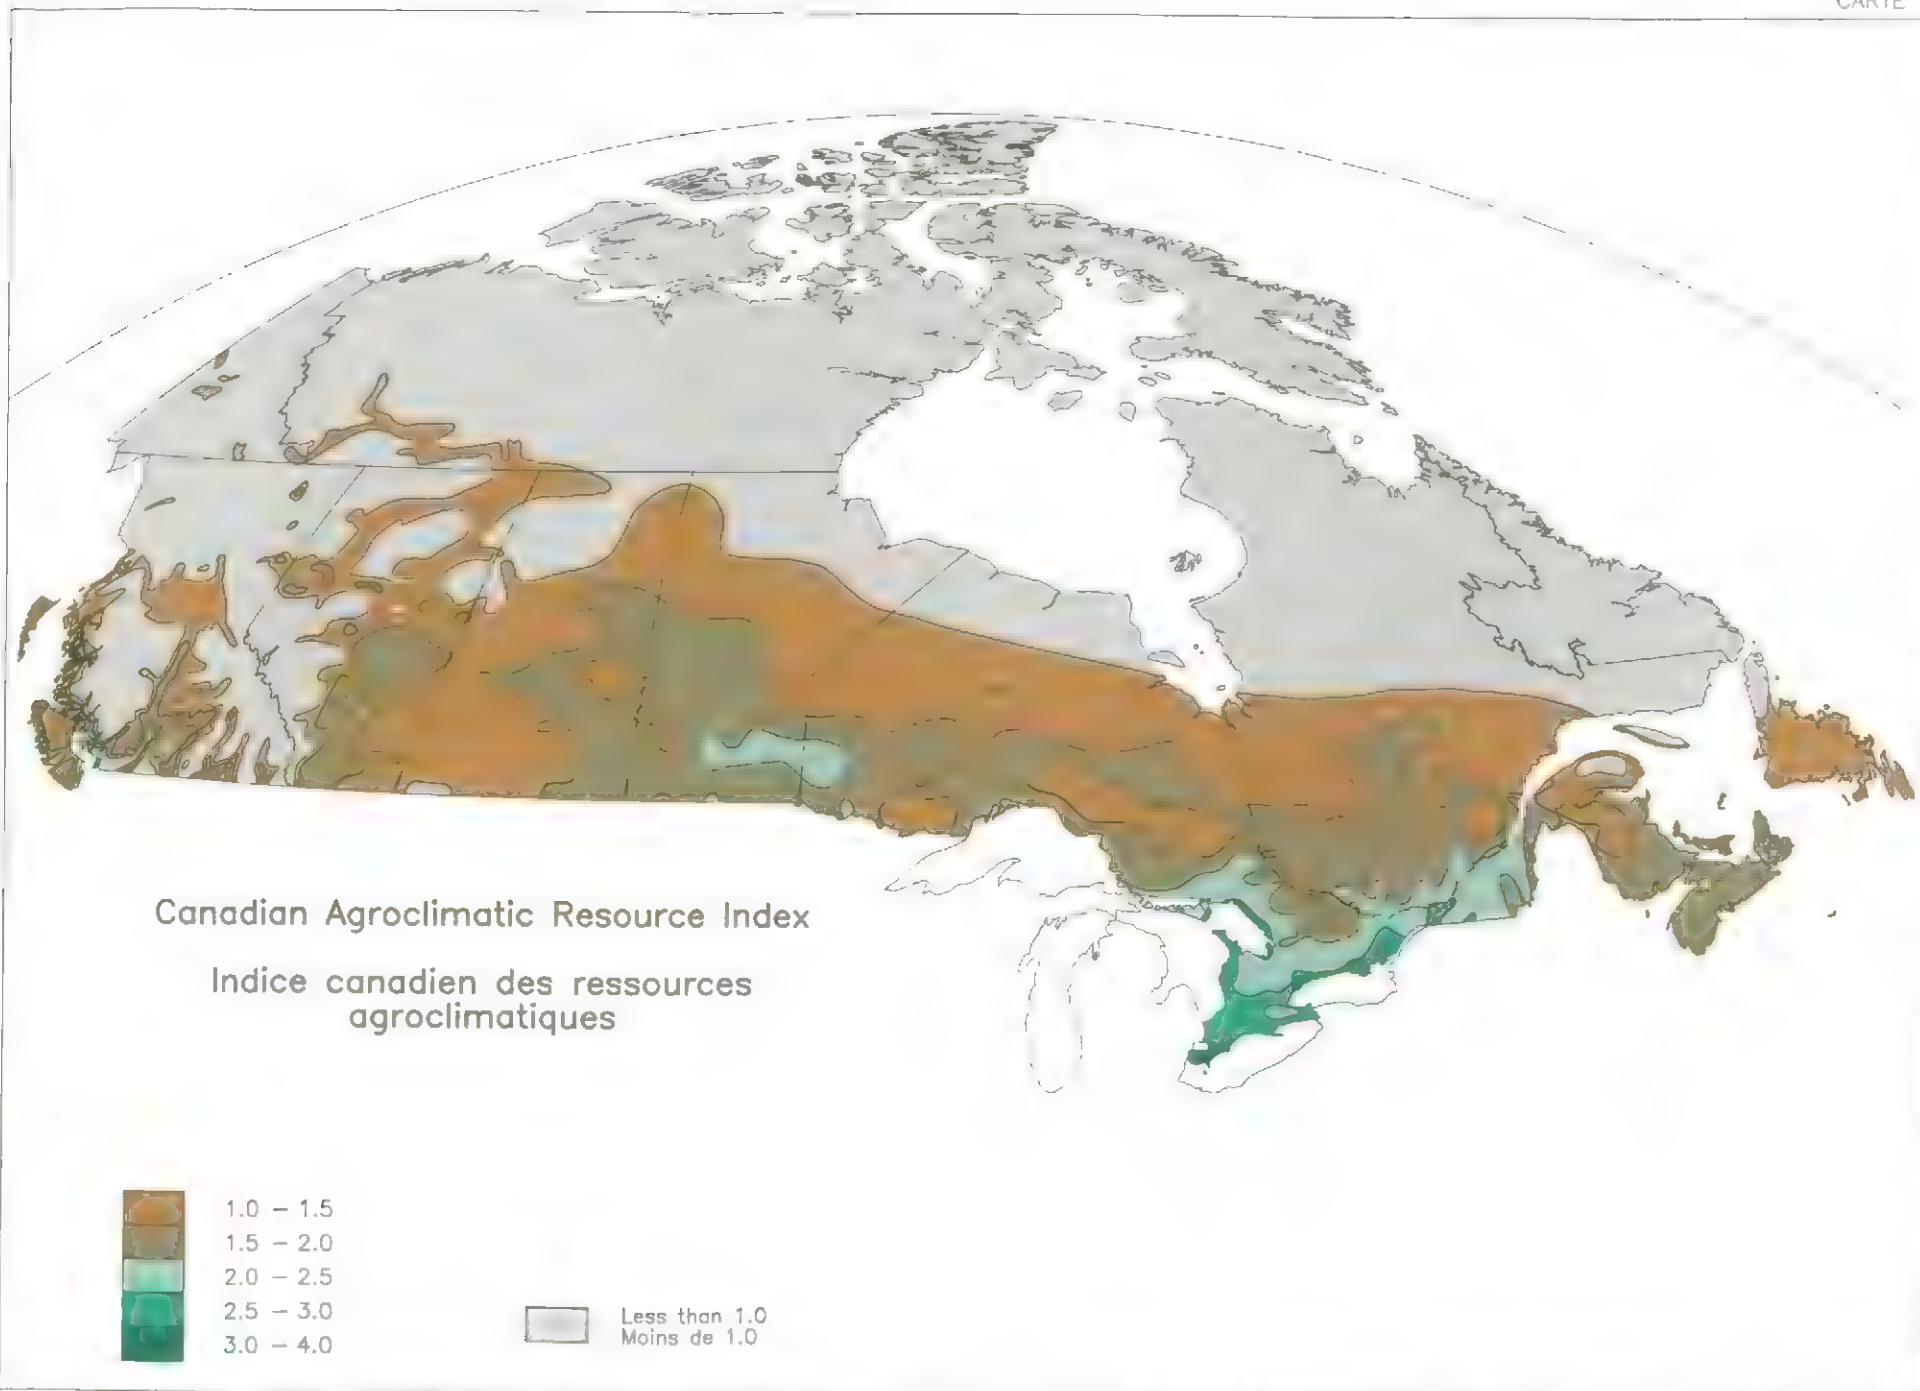 CARTE
Canadian Agroclimatic Resource Index
Indice canadien des ressources
agroclimatiques
1.0 – 1.5
1.5 – 2.0
2.0 – 2.5
2.5 – 3.0
3.0 – 4.0
Less than 1.0
Moins de 1.0